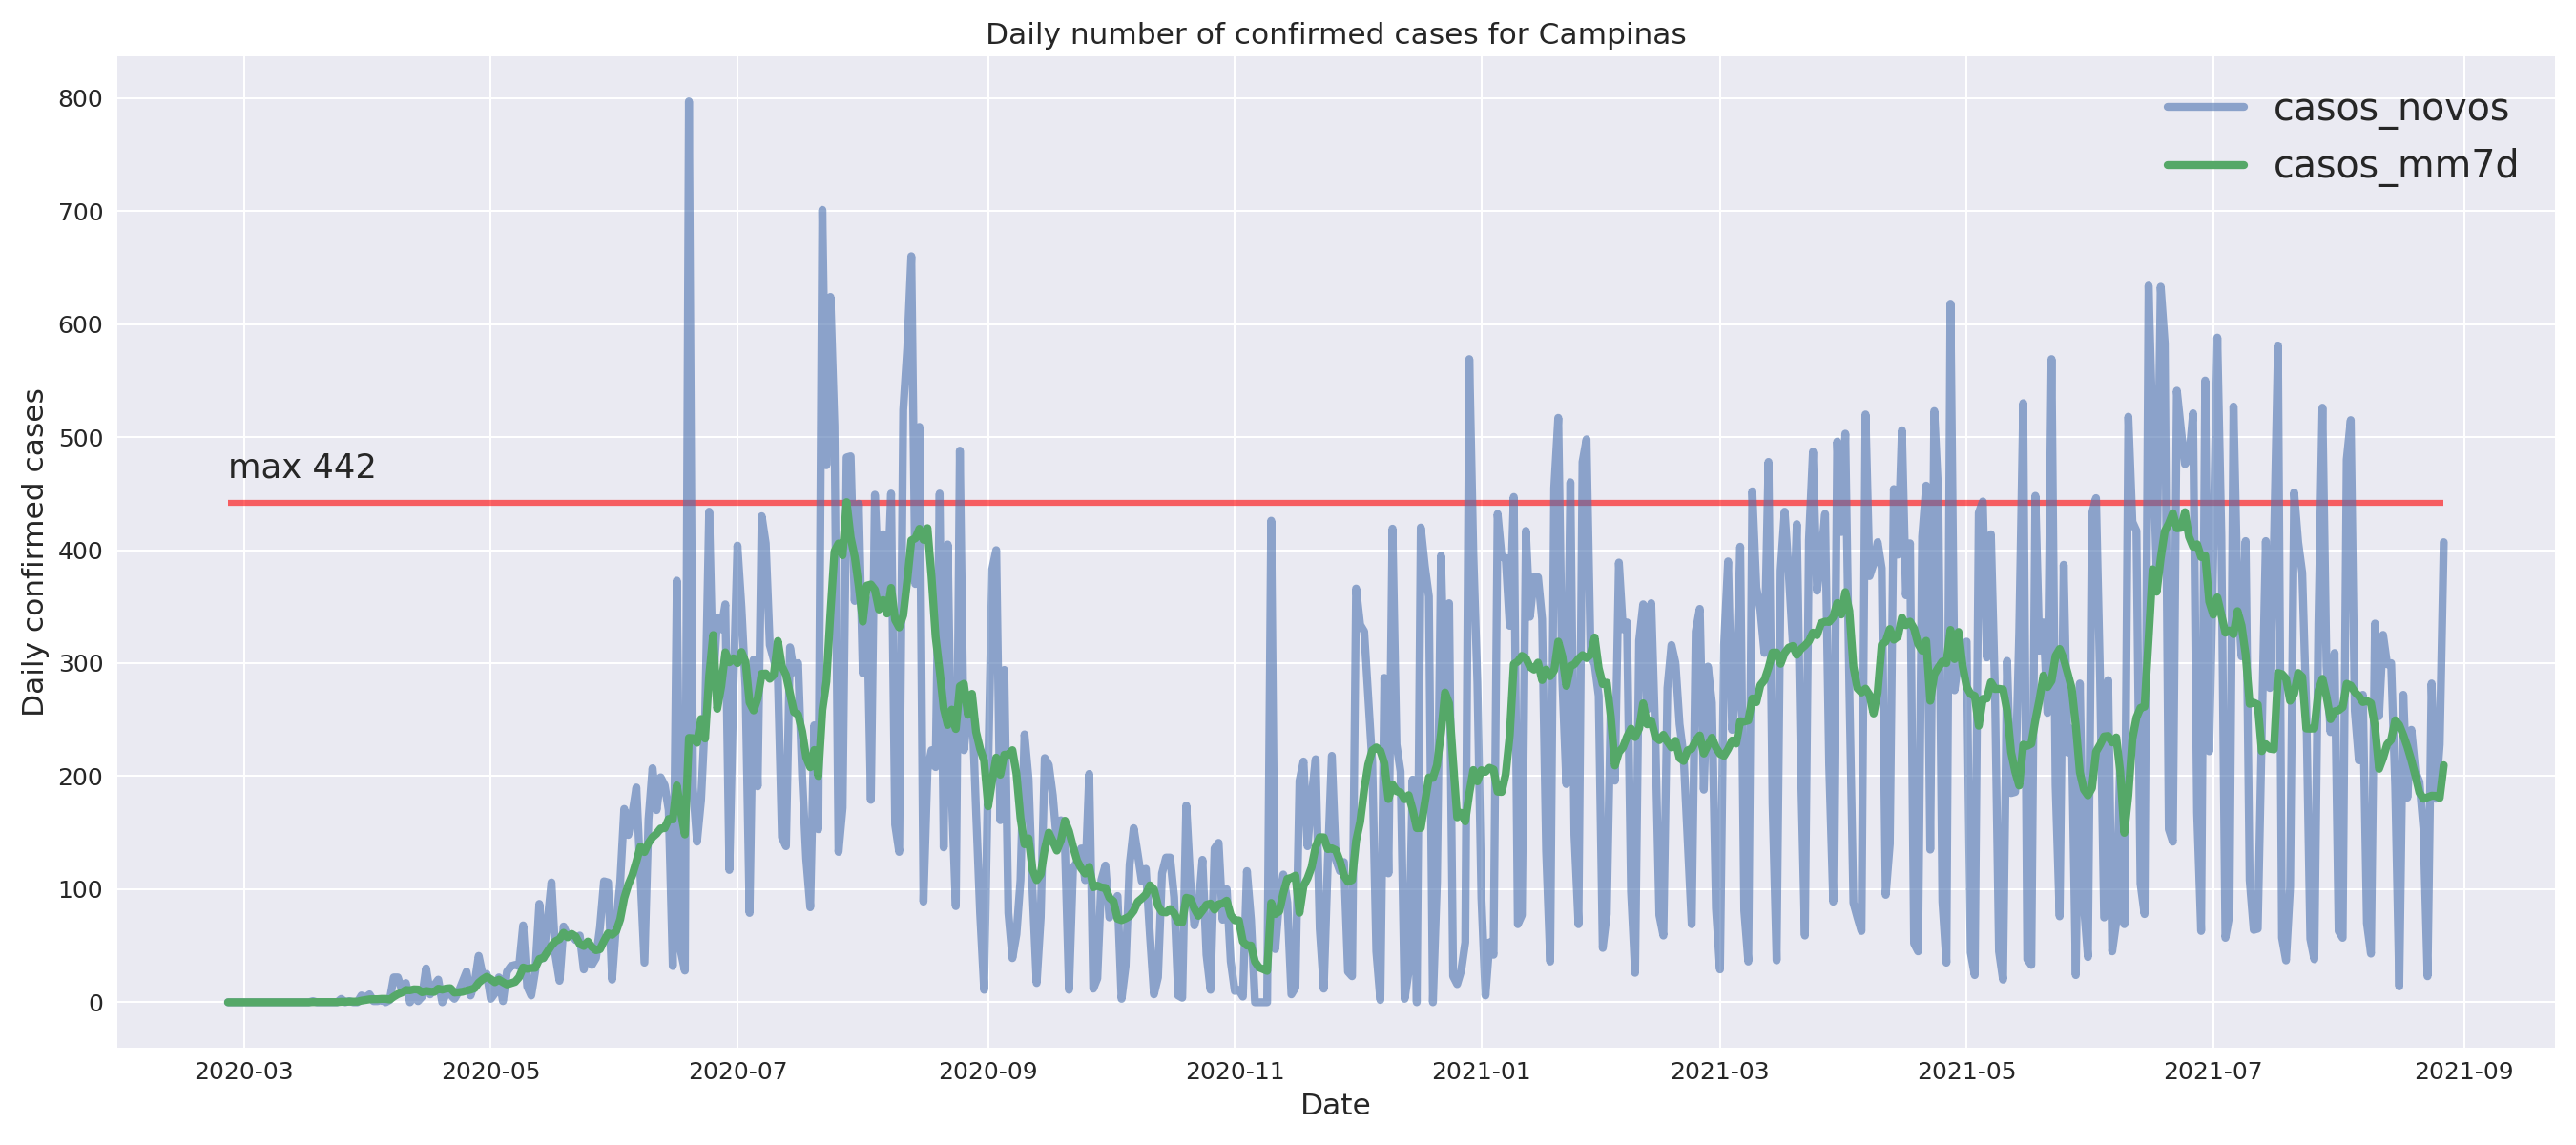 Daily number of confirmed cases for Campinas
casos_novos
casos_mm7d
max 442
Daily confirmed cases
800
700
600
500
400
300
200
100
0
2020-03 2020-05 2020-07 2020-09 2020-11 2021-01 2021-03 2021-05 2021-07 2021-09
Date